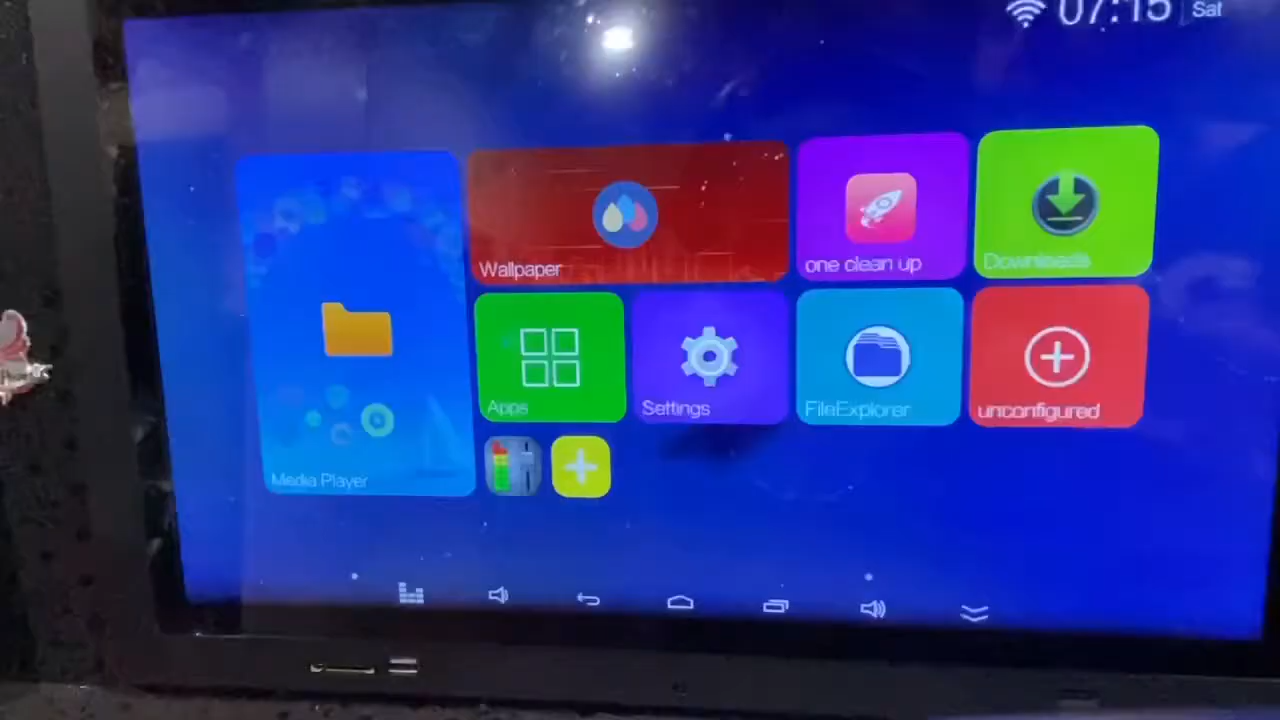 07:15 Sat
Wallpaper
one clean up
Downloads
Apps
Settings
FileExplorer
unconfigured
Media Player